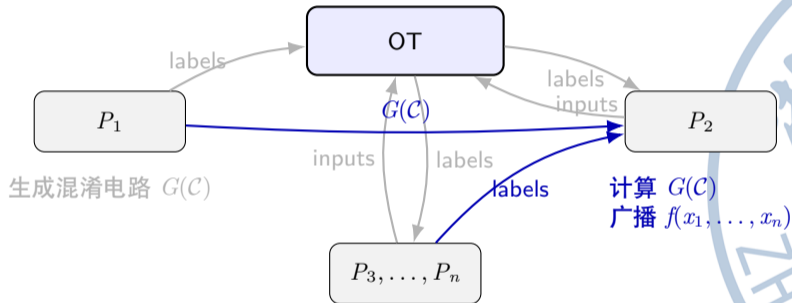 OT
labels
labels
inputs
G(C)
P₁
P₂
inputs
labels
生成混淆电路 G(C)
labels
计算 G(C)
广播 f(x₁, . . . , xₙ)
P₃, . . . , Pₙ
ZH